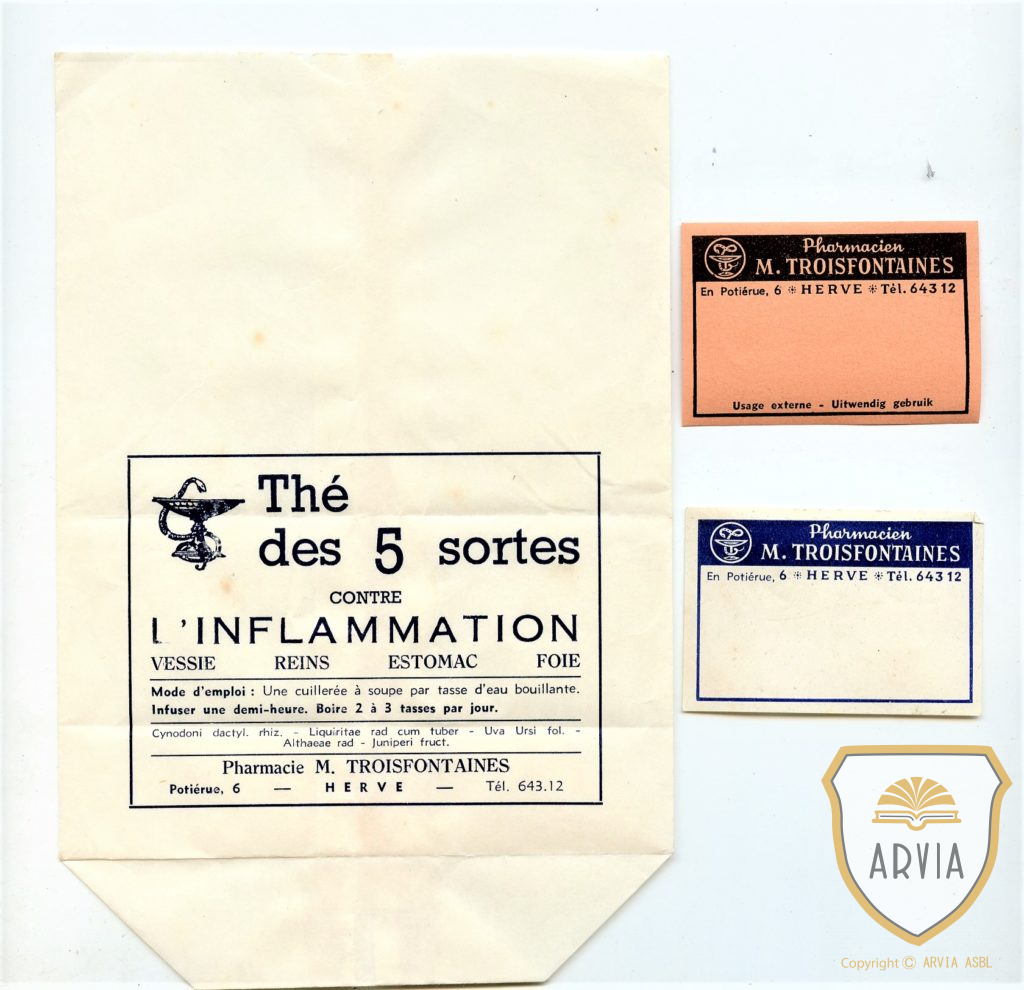 Thé
des 5 sortes
CONTRE
L'INFLAMMATION
VESSIE REINS ESTOMAC FOIE
Mode d'emploi : Une cuillerée à soupe par tasse d'eau bouillante.
Infuser une demi-heure. Boire 2 à 3 tasses par jour.
Cynodoni dactyl. rhiz. - Liquiritae rad cum tuber - Uva Ursi fol. -
Althaeae rad - Juniperi fruct.
Pharmacie M. TROISFONTAINES
Potiérue, 6 — HERVE — Tél. 643.12
Pharmacien
M. TROISFONTAINES
En Potiérue, 6 * HERVE * Tél. 643 12
Usage externe - Uitwendig gebruik
Pharmacien
M. TROISFONTAINES
En Potiérue, 6 * HERVE * Tél. 643 12
ARVIA
Copyright © ARVIA ASBL